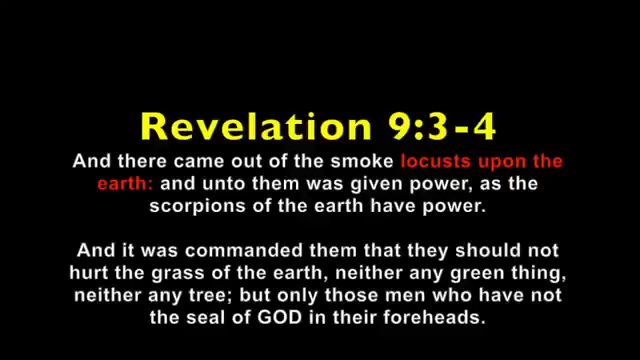 Revelation 9:3-4
And there came out of the smoke locusts upon the
earth: and unto them was given power, as the
scorpions of the earth have power.
And it was commanded them that they should not
hurt the grass of the earth, neither any green thing,
neither any tree; but only those men who have not
the seal of GOD in their foreheads.